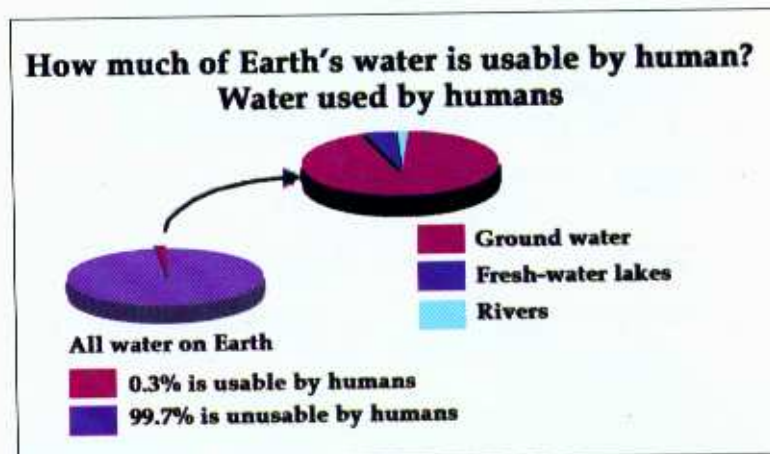 How much of Earth's water is usable by human?
Water used by humans
Ground water
Fresh-water lakes
Rivers
All water on Earth
0.3% is usable by humans
99.7% is unusable by humans